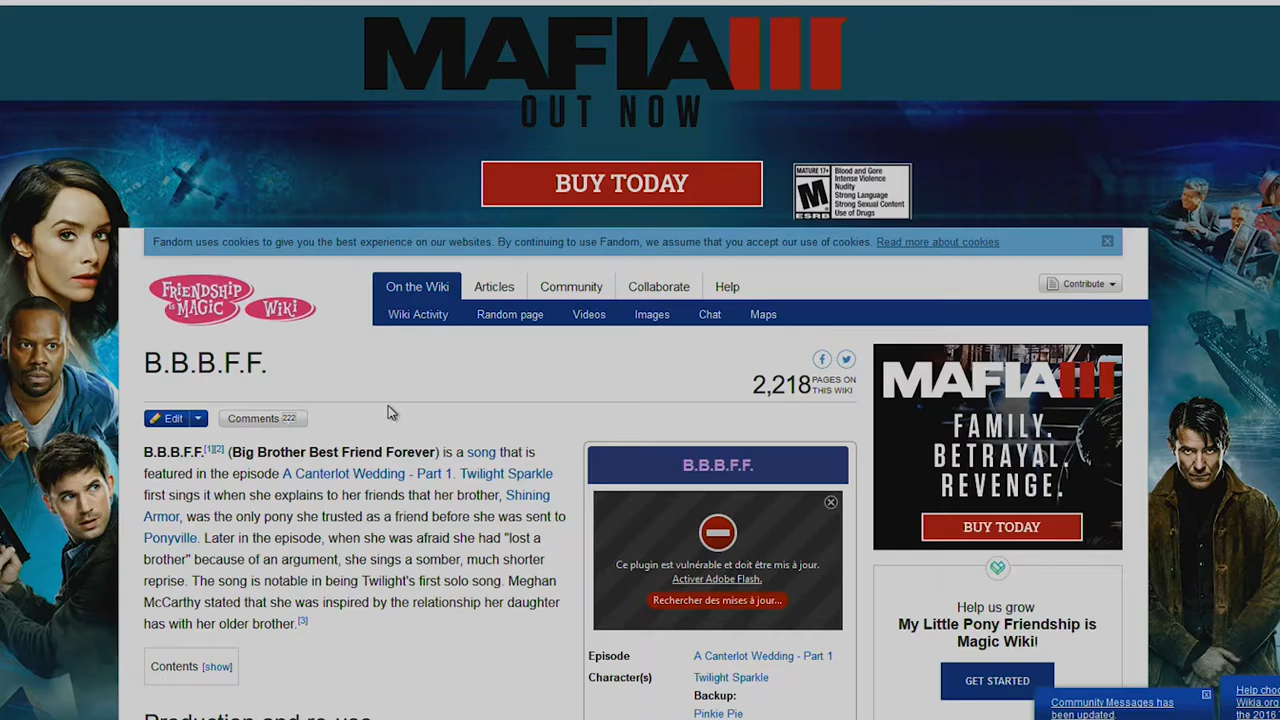 MAFIA III
OUT NOW
BUY TODAY
MATURE 17+
M
ESRB
Blood and Gore
Intense Violence
Nudity
Strong Language
Strong Sexual Content
Use of Drugs
Fandom uses cookies to give you the best experience on our websites. By continuing to use Fandom, we assume that you accept our use of cookies. Read more about cookies
FRIENDSHIP IS MAGIC WIKI
On the Wiki
Articles
Community
Collaborate
Help
Contribute
Wiki Activity
Random page
Videos
Images
Chat
Maps
B.B.B.F.F.
2,218 PAGES ON THIS WIKI
Edit
Comments 222
B.B.B.F.F.[1][2] (Big Brother Best Friend Forever) is a song that is
featured in the episode A Canterlot Wedding - Part 1. Twilight Sparkle
first sings it when she explains to her friends that her brother, Shining
Armor, was the only pony she trusted as a friend before she was sent to
Ponyville. Later in the episode, when she was afraid she had "lost a
brother" because of an argument, she sings a somber, much shorter
reprise. The song is notable in being Twilight's first solo song. Meghan
McCarthy stated that she was inspired by the relationship her daughter
has with her older brother.[3]
Contents [show]
Production and re-use
B.B.B.F.F.
Ce plugin est vulnérable et doit être mis à jour.
Activer Adobe Flash.
Rechercher des mises à jour...
Episode
A Canterlot Wedding - Part 1
Character(s)
Twilight Sparkle
Backup:
Pinkie Pie
MAFIA III
FAMILY.
BETRAYAL.
REVENGE.
BUY TODAY
Help us grow
My Little Pony Friendship is
Magic Wiki!
GET STARTED
Community Messages has
been updated.
Help choo
Wikia.org
the 2016